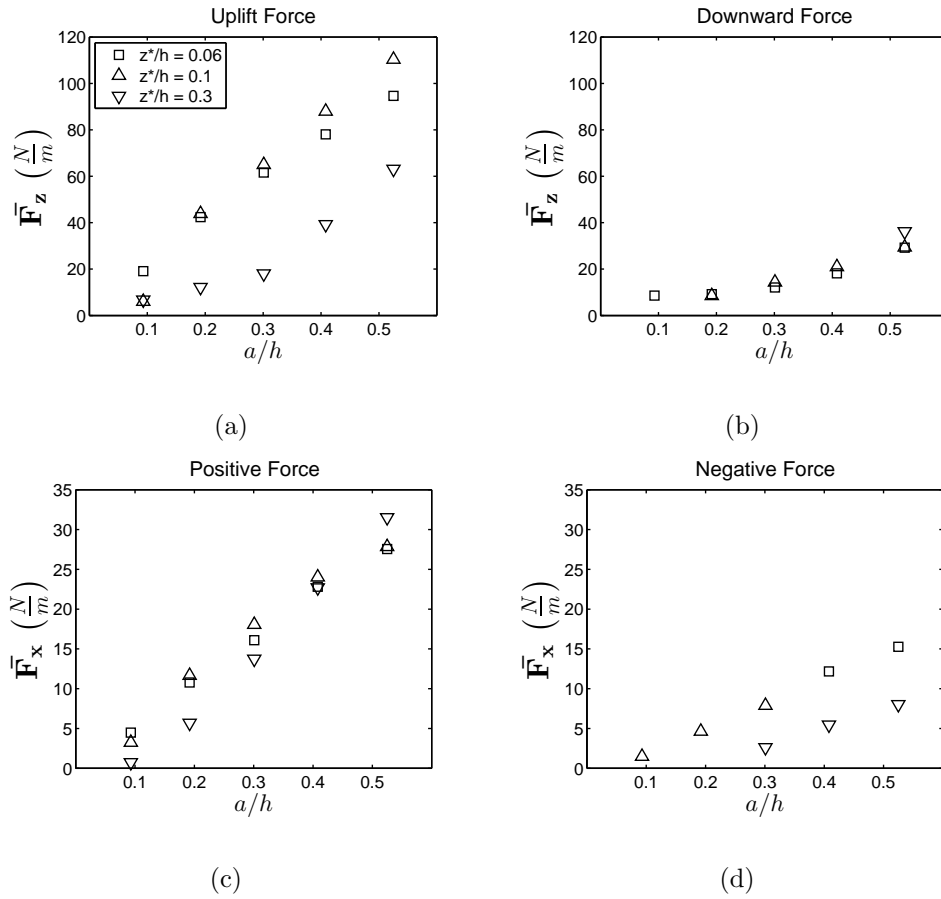 Uplift Force
120
100
80
60
40
20
0
z*/h = 0.06
z*/h = 0.1
z*/h = 0.3
F̄z (N/m)
0.1 0.2 0.3 0.4 0.5
a/h
(a)
Downward Force
120
100
80
60
40
20
0
F̄z (N/m)
0.1 0.2 0.3 0.4 0.5
a/h
(b)
Positive Force
35
30
25
20
15
10
5
0
F̄x (N/m)
0.1 0.2 0.3 0.4 0.5
a/h
(c)
Negative Force
35
30
25
20
15
10
5
0
F̄x (N/m)
0.1 0.2 0.3 0.4 0.5
a/h
(d)